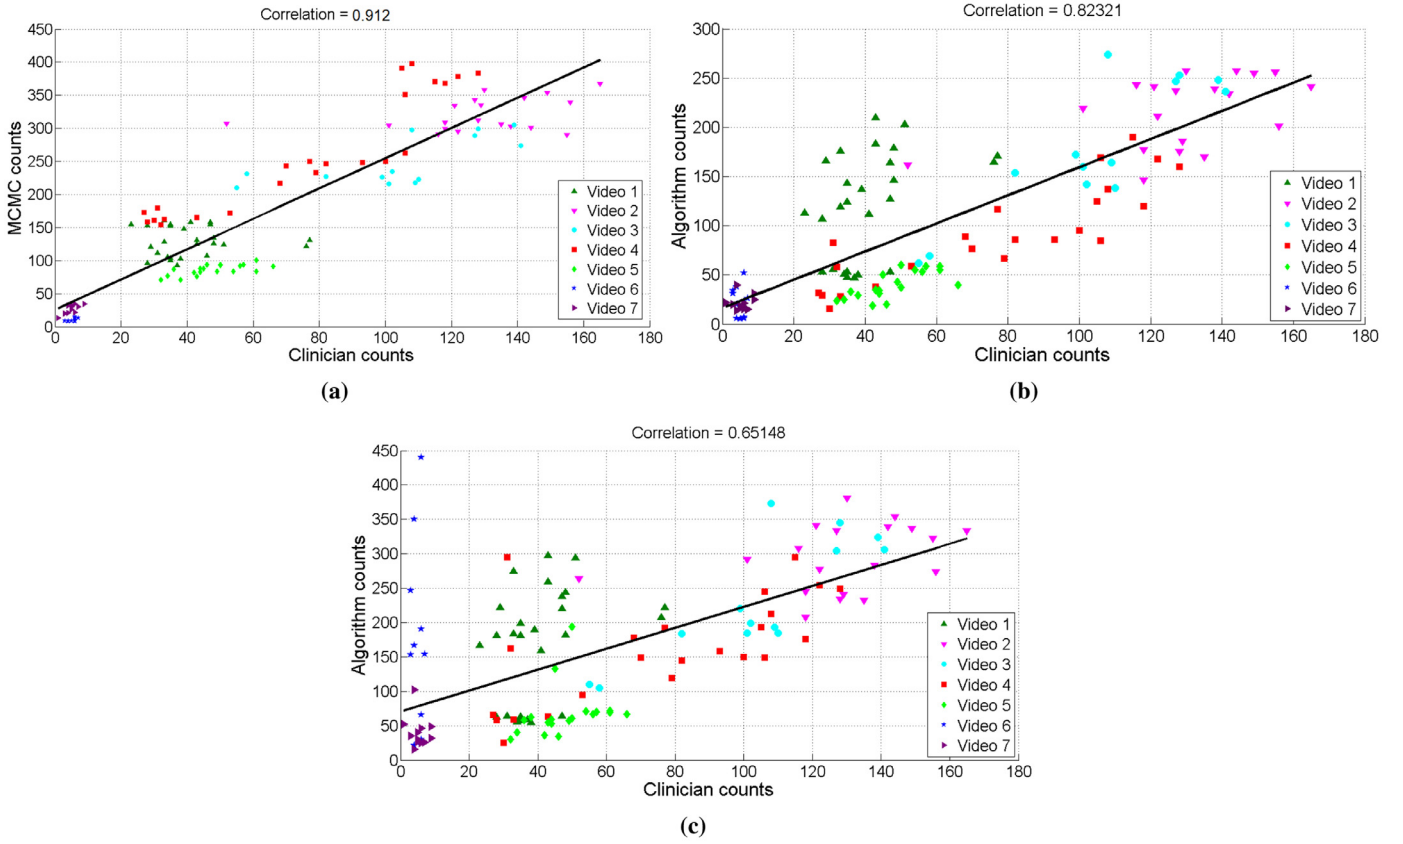 Correlation = 0.912
MCMC counts
450
400
350
300
250
200
150
100
50
0
0 20 40 60 80 100 120 140 160 180
Clinician counts
Video 1
Video 2
Video 3
Video 4
Video 5
Video 6
Video 7
(a)
Correlation = 0.82321
Algorithm counts
300
250
200
150
100
50
0
0 20 40 60 80 100 120 140 160 180
Clinician counts
Video 1
Video 2
Video 3
Video 4
Video 5
Video 6
Video 7
(b)
Correlation = 0.65148
Algorithm counts
450
400
350
300
250
200
150
100
50
0
0 20 40 60 80 100 120 140 160 180
Clinician counts
Video 1
Video 2
Video 3
Video 4
Video 5
Video 6
Video 7
(c)